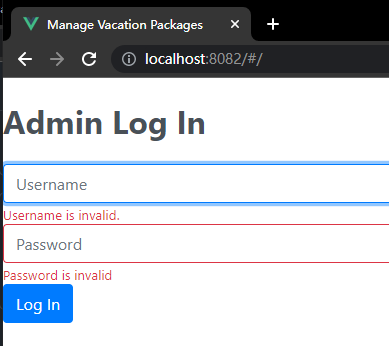 Manage Vacation Packages
localhost:8082/#/
Admin Log In
Username
Username is invalid.
Password
Password is invalid
Log In